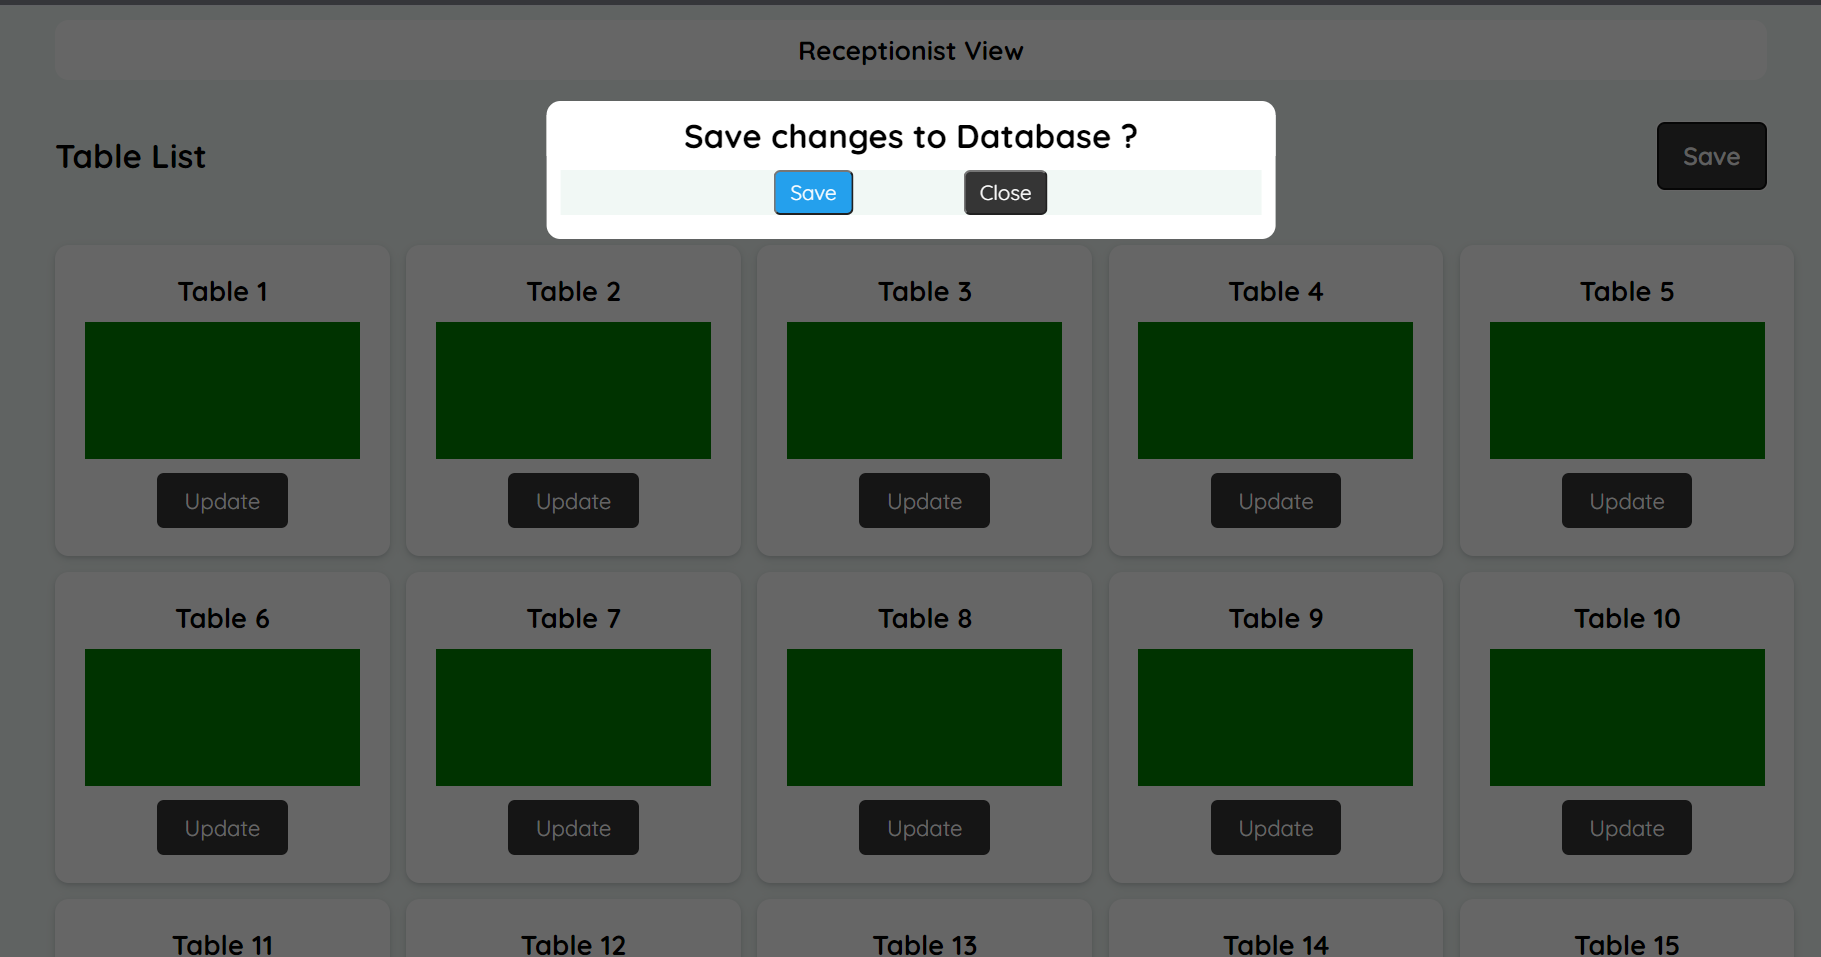 Receptionist View
Save changes to Database ?
Save Close
Table List
Save
Table 1 Table 2 Table 3 Table 4 Table 5
Update Update Update Update Update
Table 6 Table 7 Table 8 Table 9 Table 10
Update Update Update Update Update
Table 11 Table 12 Table 13 Table 14 Table 15